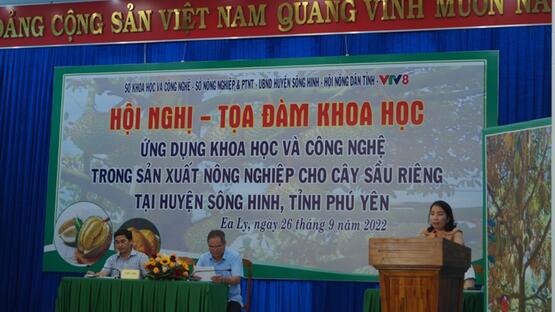 ĐẢNG CỘNG SẢN VIỆT NAM QUANG VINH MUÔN NĂM
SỞ KHOA HỌC VÀ CÔNG NGHỆ - SỞ NÔNG NGHIỆP & PTNT - UBND HUYỆN SÔNG HINH - HỘI NÔNG DÂN TỈNH - VTV8
HỘI NGHỊ – TỌA ĐÀM KHOA HỌC
ỨNG DỤNG KHOA HỌC VÀ CÔNG NGHỆ
TRONG SẢN XUẤT NÔNG NGHIỆP CHO CÂY SẦU RIÊNG
TẠI HUYỆN SÔNG HINH, TỈNH PHÚ YÊN
Ea Ly, ngày 26 tháng 9 năm 2022